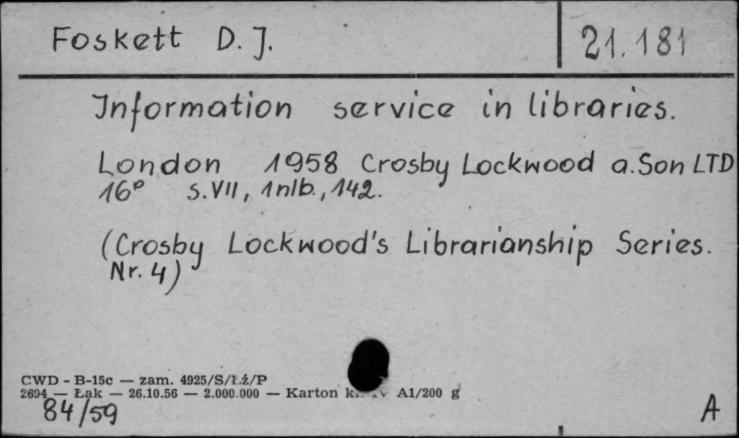 Foskett D. J. 21.181
Information service in libraries.
London 1958 Crosby Lockwood a. Son LTD
16° s. VII, 1nlb., 142.
(Crosby Lockwood's Librarianship Series.
Nr. 4)
CWD - B-15c — zam. 4925/S/Łż/P
2694 — Łak — 26.10.56 — 2.000.000 — Karton A1/200 g
84/59
A